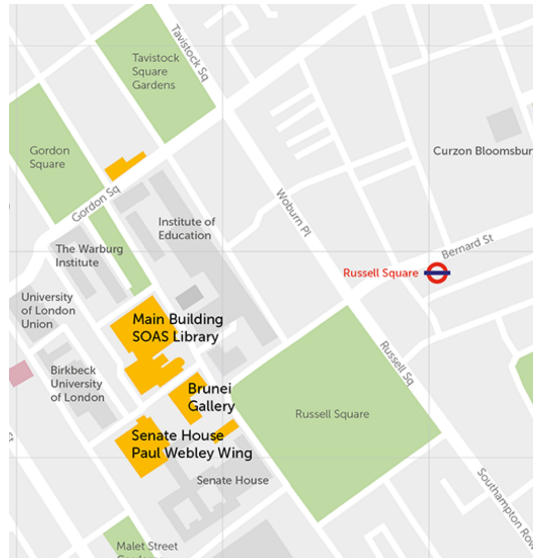 Tavistock Sq
Tavistock
Square
Gardens
Gordon
Square
Curzon Bloomsbur
Gordon Sq
Woburn Pl
Institute of
Education
Bernard St
The Warburg
Institute
Russell Square
University
of London
Union
Main Building
SOAS Library
Russell Sq
Birkbeck
University
of London
Brunei
Gallery
Russell Square
Senate House
Paul Webley Wing
Senate House
Southampton Row
Malet Street